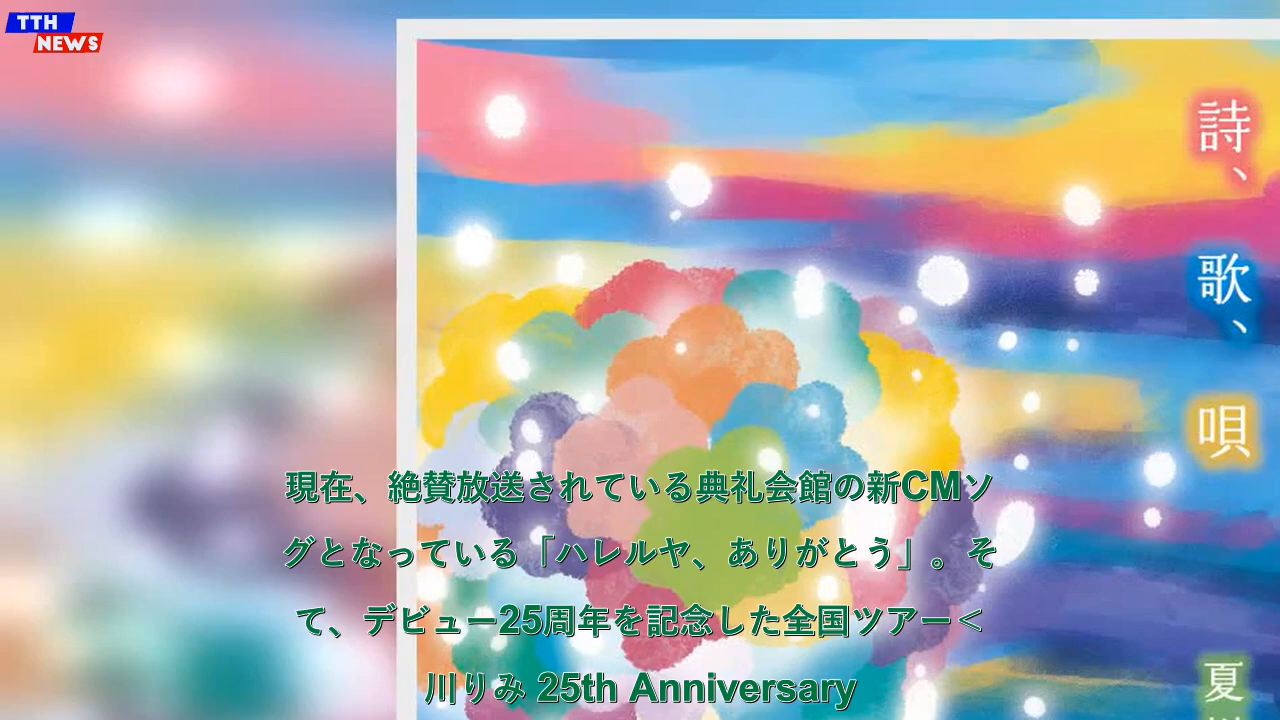 TTH
NEWS
詩、
歌、
唄
夏
現在、絶賛放送されている典礼会館の新CMソ
グとなっている「ハレルヤ、ありがとう」。そ
て、デビュー25周年を記念した全国ツアー＜
川りみ 25th Anniversary